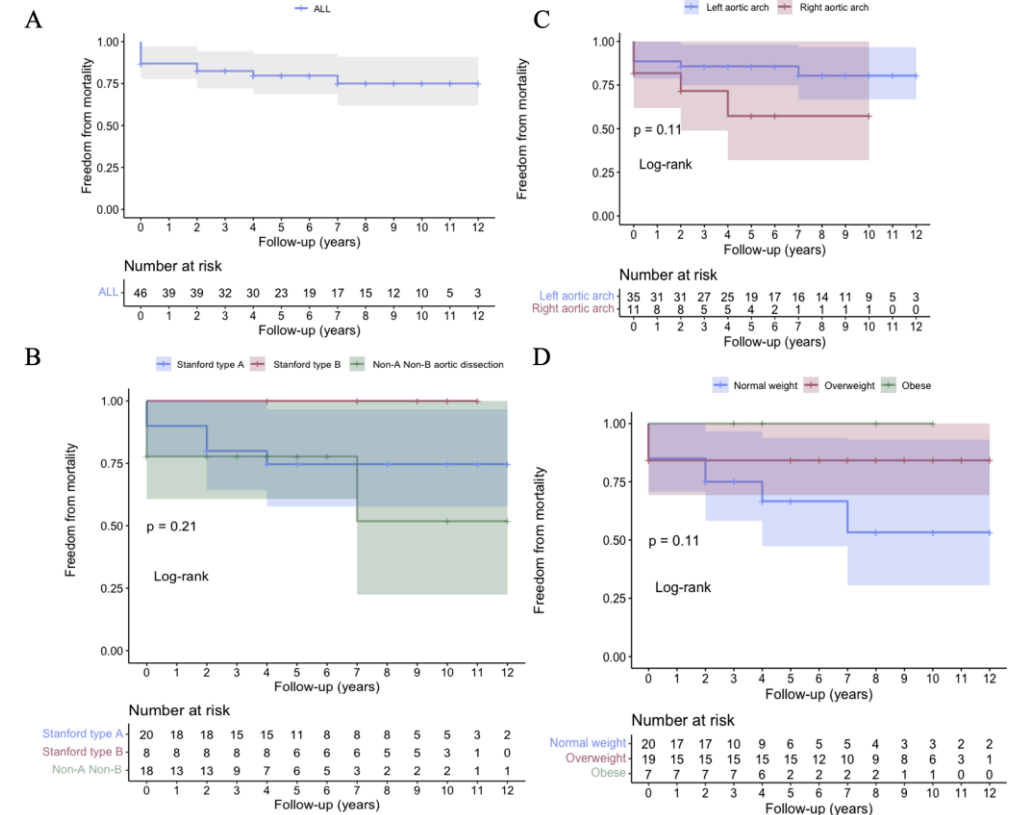 A
ALL
Freedom from mortality
1.00
0.75
0.50
0.25
0.00
0 1 2 3 4 5 6 7 8 9 10 11 12
Follow-up (years)
Number at risk
ALL 46 39 39 32 30 23 19 17 15 12 10 5 3
0 1 2 3 4 5 6 7 8 9 10 11 12
Follow-up (years)
C
Left aortic arch Right aortic arch
Freedom from mortality
1.00
0.75
0.50
0.25
0.00
p = 0.11
Log-rank
0 1 2 3 4 5 6 7 8 9 10 11 12
Follow-up (years)
Number at risk
Left aortic arch 35 31 31 27 25 19 17 16 14 11 9 5 3
Right aortic arch 11 8 8 5 5 4 2 1 1 1 1 0 0
0 1 2 3 4 5 6 7 8 9 10 11 12
Follow-up (years)
B
Stanford type A Stanford type B Non-A Non-B aortic dissection
Freedom from mortality
1.00
0.75
0.50
0.25
0.00
p = 0.21
Log-rank
0 1 2 3 4 5 6 7 8 9 10 11 12
Follow-up (years)
Number at risk
Stanford type A 20 18 18 15 15 11 8 8 8 5 5 3 2
Stanford type B 8 8 8 8 8 6 6 6 5 5 3 1 0
Non-A Non-B 18 13 13 9 7 6 5 3 2 2 2 1 1
0 1 2 3 4 5 6 7 8 9 10 11 12
Follow-up (years)
D
Normal weight Overweight Obese
Freedom from mortality
1.00
0.75
0.50
0.25
0.00
p = 0.11
Log-rank
0 1 2 3 4 5 6 7 8 9 10 11 12
Follow-up (years)
Number at risk
Normal weight 20 17 17 10 9 6 5 5 4 3 3 2 2
Overweight 19 15 15 15 15 15 12 10 9 8 6 3 1
Obese 7 7 7 7 6 2 2 2 2 1 1 0 0
0 1 2 3 4 5 6 7 8 9 10 11 12
Follow-up (years)